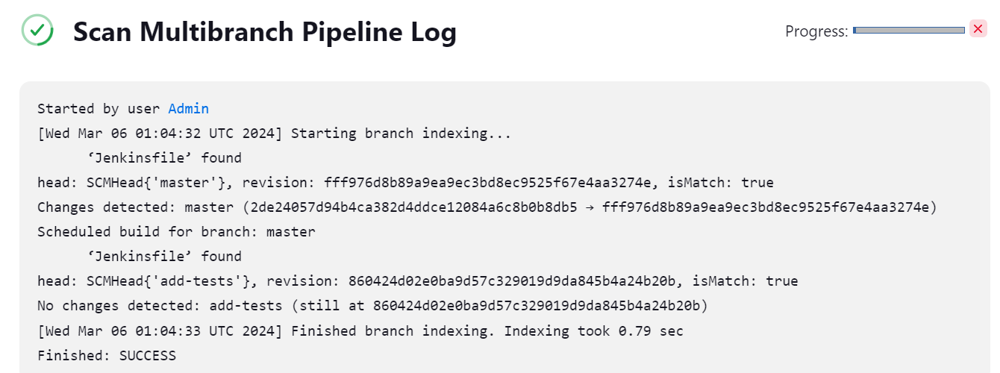 Scan Multibranch Pipeline Log
Progress:
Started by user Admin
[Wed Mar 06 01:04:32 UTC 2024] Starting branch indexing...
‘Jenkinsfile’ found
head: SCMHead{'master'}, revision: fff976d8b89a9ea9ec3bd8ec9525f67e4aa3274e, isMatch: true
Changes detected: master (2de24057d94b4ca382d4ddce12084a6c8b0b8db5 → fff976d8b89a9ea9ec3bd8ec9525f67e4aa3274e)
Scheduled build for branch: master
‘Jenkinsfile’ found
head: SCMHead{'add-tests'}, revision: 860424d02e0ba9d57c329019d9da845b4a24b20b, isMatch: true
No changes detected: add-tests (still at 860424d02e0ba9d57c329019d9da845b4a24b20b)
[Wed Mar 06 01:04:33 UTC 2024] Finished branch indexing. Indexing took 0.79 sec
Finished: SUCCESS